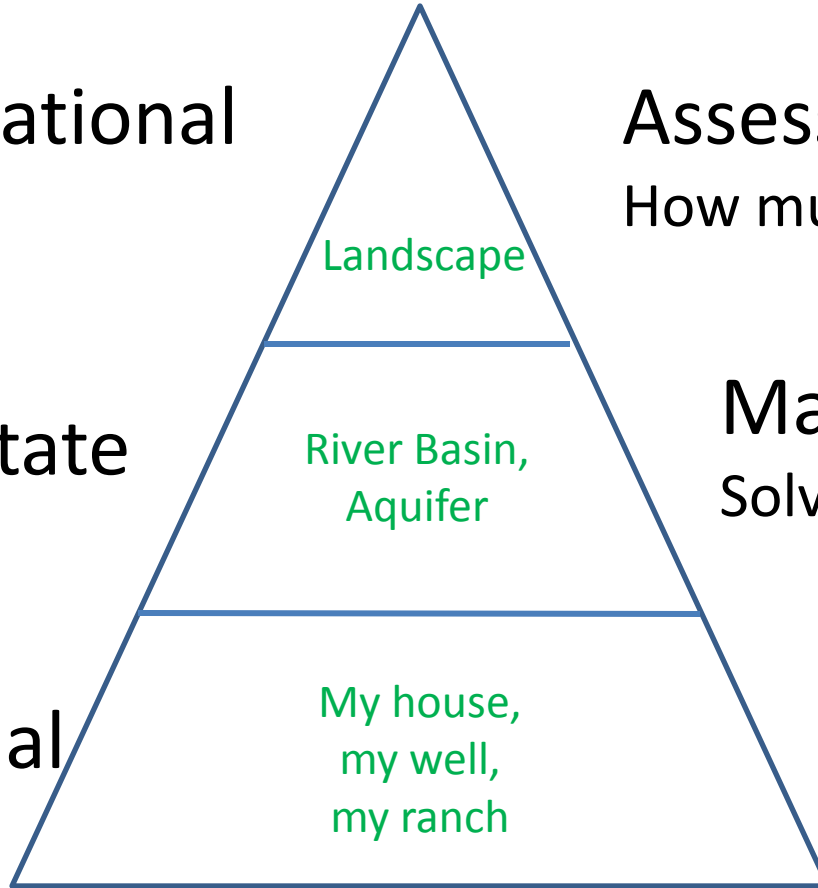 ational
Asses
How mu
Landscape
tate
River Basin,
Aquifer
Ma
Solv
al
My house,
my well,
my ranch